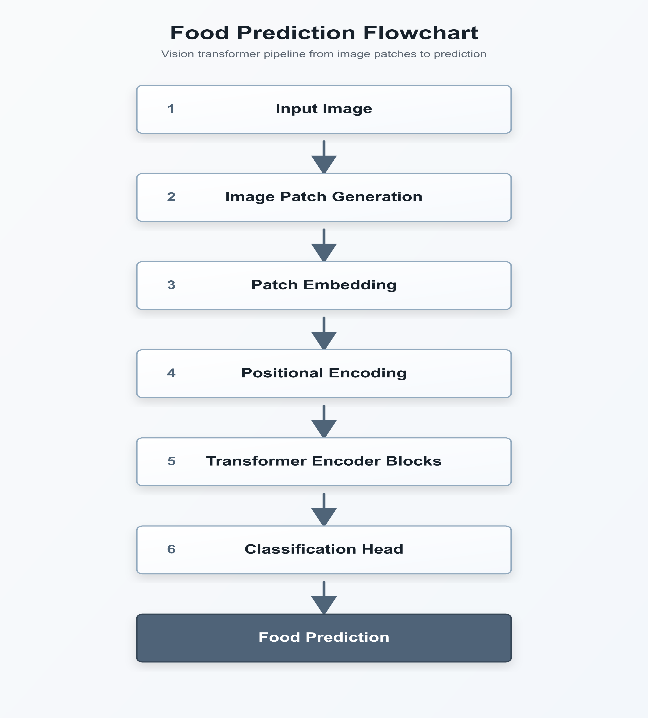 Food Prediction Flowchart
Vision transformer pipeline from image patches to prediction
1 Input Image
2 Image Patch Generation
3 Patch Embedding
4 Positional Encoding
5 Transformer Encoder Blocks
6 Classification Head
Food Prediction